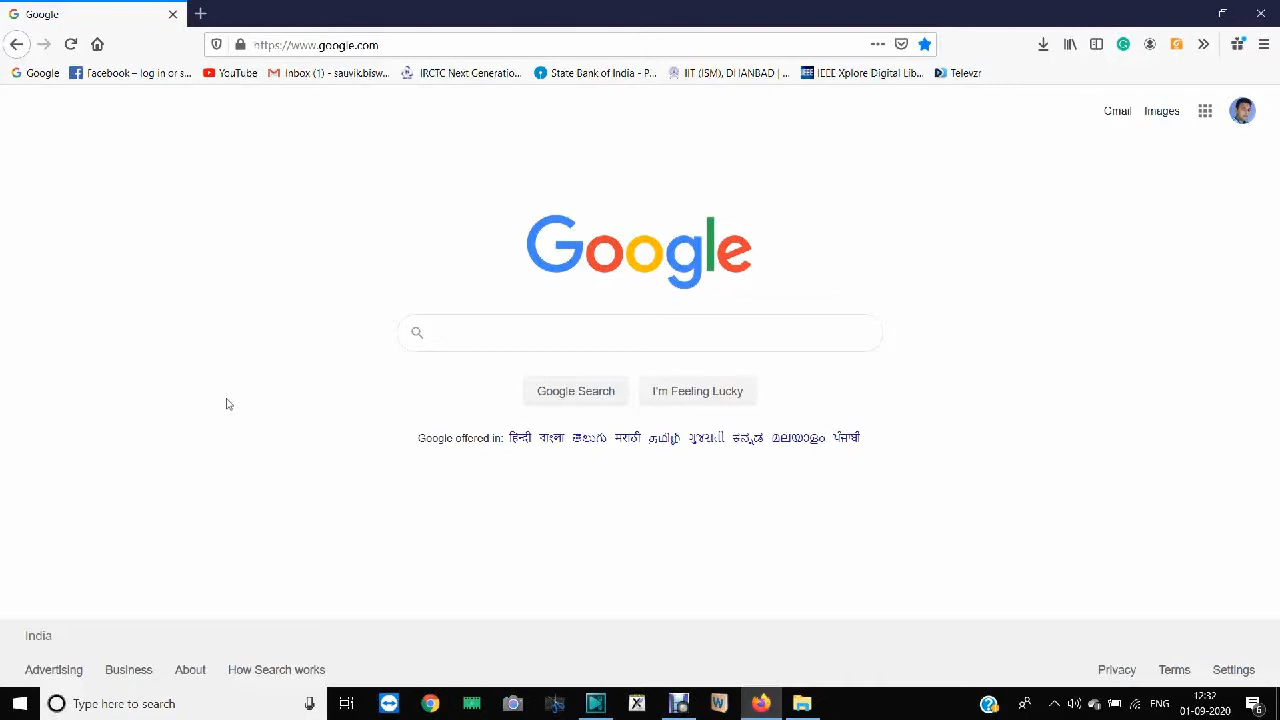 Google
https://www.google.com
Google Facebook – log in or s... YouTube Inbox (1) - sauvik.biswa... IRCTC Next Generatio... State Bank of India - P... IIT (ISM), DHANBAD | ... IEEE Xplore Digital Lib... Televzr
Gmail Images
Google
Google Search I'm Feeling Lucky
Google offered in: हिन्दी বাংলা తెలుగు मराठी தமிழ் ગુજરાતી ಕನ್ನಡ മലയാളം ਪੰਜਾਬੀ
India
Advertising Business About How Search works Privacy Terms Settings
Type here to search ENG 12:32
01-09-2020 6